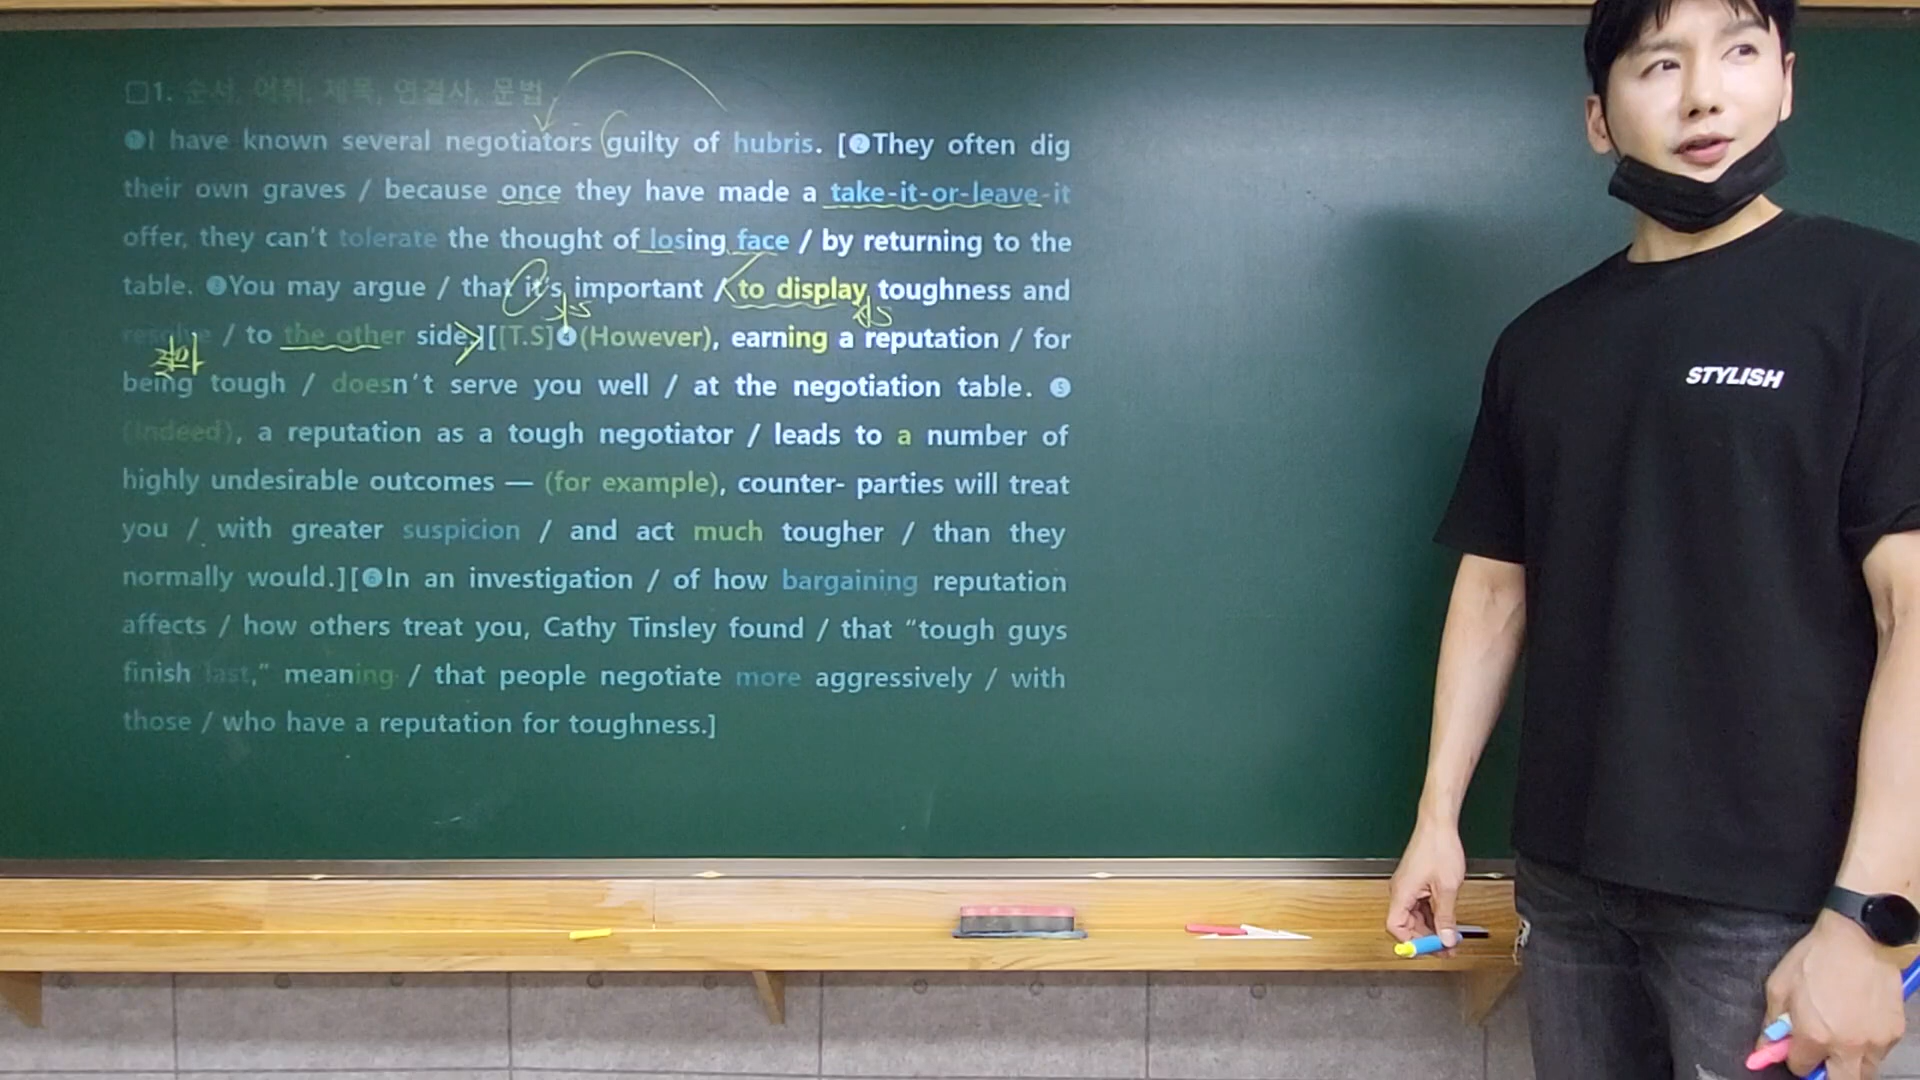 □1. 순서, 어휘, 제목, 연결사, 문법
❶I have known several negotiators guilty of hubris. [❷They often dig
their own graves / because once they have made a take-it-or-leave-it
offer, they can't tolerate the thought of losing face / by returning to the
table. ❸You may argue / that it's important / to display toughness and
resolve / to the other side.][[T.S]❹(However), earning a reputation / for
being tough / doesn't serve you well / at the negotiation table. ❺
(Indeed), a reputation as a tough negotiator / leads to a number of
highly undesirable outcomes — (for example), counter- parties will treat
you / with greater suspicion / and act much tougher / than they
normally would.][❻In an investigation / of how bargaining reputation
affects / how others treat you, Cathy Tinsley found / that “tough guys
finish last,” meaning / that people negotiate more aggressively / with
those / who have a reputation for toughness.]
STYLISH